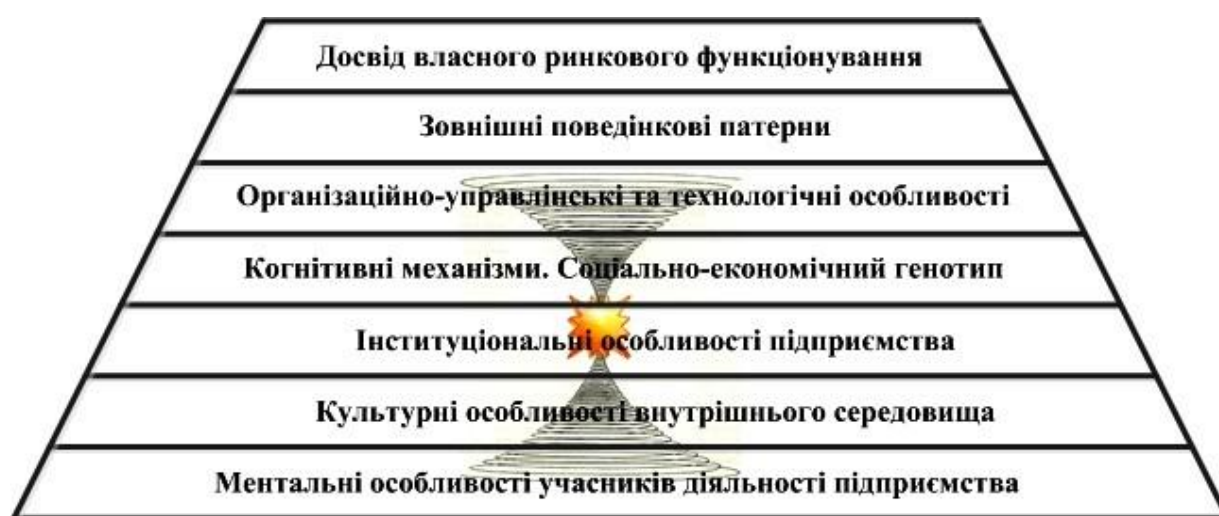 Досвід власного ринкового функціонування
Зовнішні поведінкові патерни
Організаційно-управлінські та технологічні особливості
Когнітивні механізми. Соціально-економічний генотип
Інституціональні особливості підприємства
Культурні особливості внутрішнього середовища
Ментальні особливості учасників діяльності підприємства